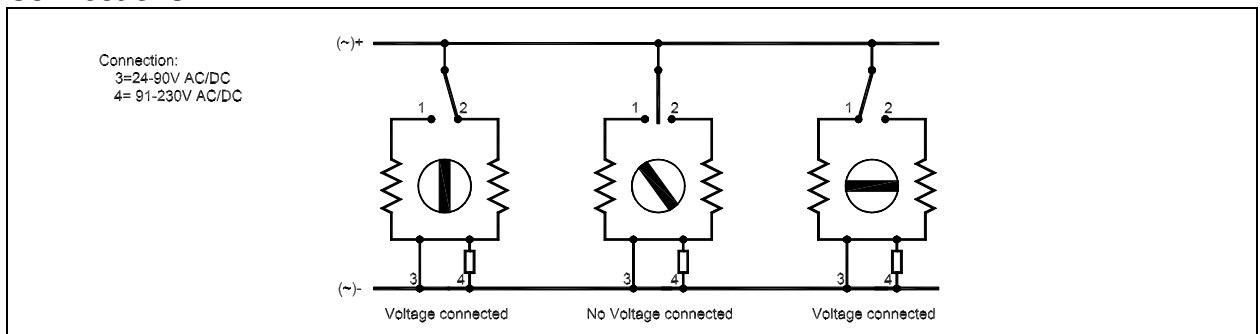 (~)+
Connection:
3=24-90V AC/DC
4= 91-230V AC/DC
1 2
1 2
1 2
3 4
3 4
3 4
(~)-
Voltage connected
No Voltage connected
Voltage connected